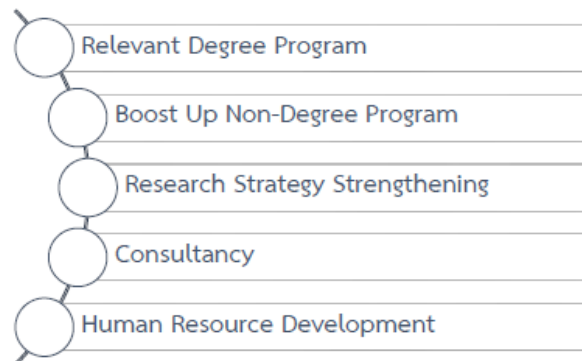 Relevant Degree Program
Boost Up Non-Degree Program
Research Strategy Strengthening
Consultancy
Human Resource Development